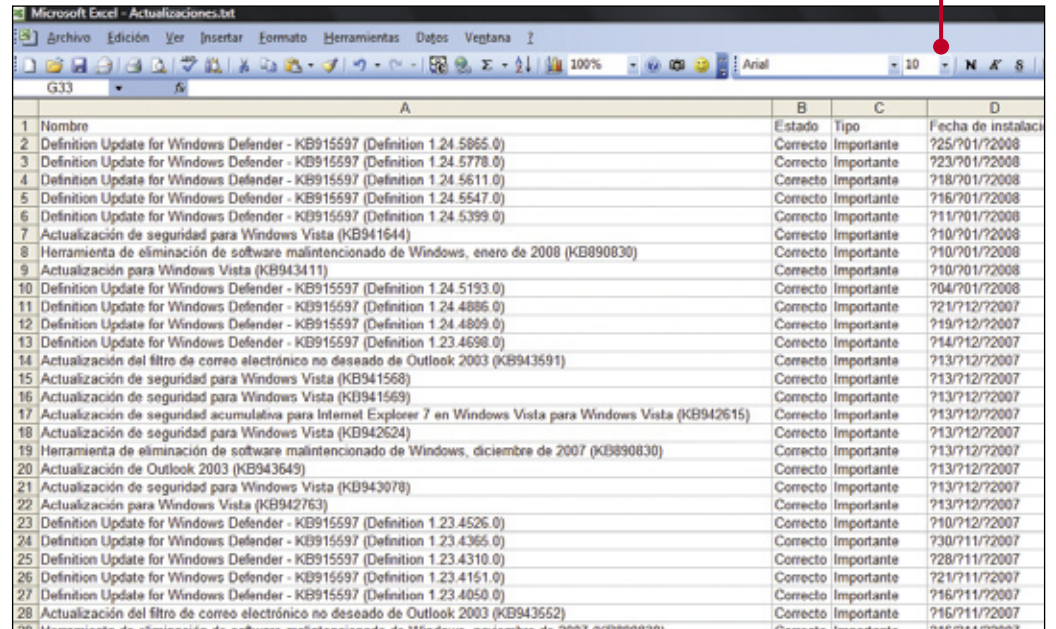 Microsoft Excel - Actualizaciones.txt
Archivo Edición Ver Insertar Formato Herramientas Datos Ventana ?
100% Arial 10 N K S
G33 fx
A B C D
1 Nombre Estado Tipo Fecha de instalaci
2 Definition Update for Windows Defender - KB915597 (Definition 1.24.5865.0) Correcto Importante ?25/?01/?2008
3 Definition Update for Windows Defender - KB915597 (Definition 1.24.5778.0) Correcto Importante ?23/?01/?2008
4 Definition Update for Windows Defender - KB915597 (Definition 1.24.5611.0) Correcto Importante ?18/?01/?2008
5 Definition Update for Windows Defender - KB915597 (Definition 1.24.5547.0) Correcto Importante ?16/?01/?2008
6 Definition Update for Windows Defender - KB915597 (Definition 1.24.5399.0) Correcto Importante ?11/?01/?2008
7 Actualización de seguridad para Windows Vista (KB941644) Correcto Importante ?10/?01/?2008
8 Herramienta de eliminación de software malintencionado de Windows, enero de 2008 (KB890830) Correcto Importante ?10/?01/?2008
9 Actualización para Windows Vista (KB943411) Correcto Importante ?10/?01/?2008
10 Definition Update for Windows Defender - KB915597 (Definition 1.24.5193.0) Correcto Importante ?04/?01/?2008
11 Definition Update for Windows Defender - KB915597 (Definition 1.24.4886.0) Correcto Importante ?21/?12/?2007
12 Definition Update for Windows Defender - KB915597 (Definition 1.24.4809.0) Correcto Importante ?19/?12/?2007
13 Definition Update for Windows Defender - KB915597 (Definition 1.23.4698.0) Correcto Importante ?14/?12/?2007
14 Actualización del filtro de correo electrónico no deseado de Outlook 2003 (KB943591) Correcto Importante ?13/?12/?2007
15 Actualización de seguridad para Windows Vista (KB941568) Correcto Importante ?13/?12/?2007
16 Actualización de seguridad para Windows Vista (KB941569) Correcto Importante ?13/?12/?2007
17 Actualización de seguridad acumulativa para Internet Explorer 7 en Windows Vista para Windows Vista (KB942615) Correcto Importante ?13/?12/?2007
18 Actualización de seguridad para Windows Vista (KB942624) Correcto Importante ?13/?12/?2007
19 Herramienta de eliminación de software malintencionado de Windows, diciembre de 2007 (KB890830) Correcto Importante ?13/?12/?2007
20 Actualización de Outlook 2003 (KB943649) Correcto Importante ?13/?12/?2007
21 Actualización de seguridad para Windows Vista (KB943078) Correcto Importante ?13/?12/?2007
22 Actualización para Windows Vista (KB942763) Correcto Importante ?13/?12/?2007
23 Definition Update for Windows Defender - KB915597 (Definition 1.23.4526.0) Correcto Importante ?10/?12/?2007
24 Definition Update for Windows Defender - KB915597 (Definition 1.23.4365.0) Correcto Importante ?30/?11/?2007
25 Definition Update for Windows Defender - KB915597 (Definition 1.23.4310.0) Correcto Importante ?28/?11/?2007
26 Definition Update for Windows Defender - KB915597 (Definition 1.23.4151.0) Correcto Importante ?21/?11/?2007
27 Definition Update for Windows Defender - KB915597 (Definition 1.23.4050.0) Correcto Importante ?16/?11/?2007
28 Actualización del filtro de correo electrónico no deseado de Outlook 2003 (KB943552) Correcto Importante ?16/?11/?2007